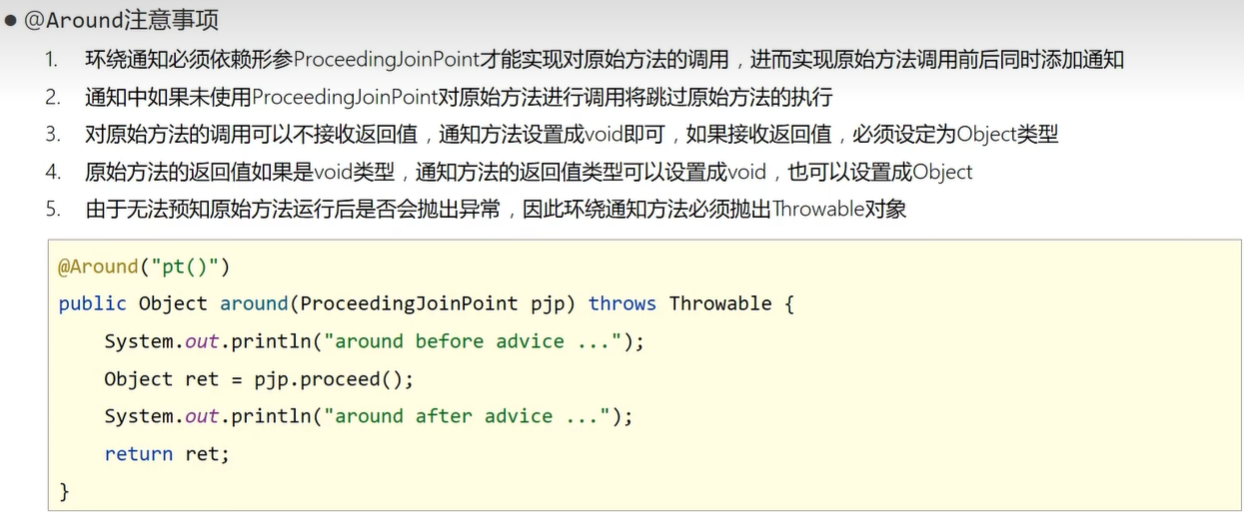 ● @Around注意事项
1. 环绕通知必须依赖形参ProceedingJoinPoint才能实现对原始方法的调用，进而实现原始方法调用前后同时添加通知
2. 通知中如果未使用ProceedingJoinPoint对原始方法进行调用将跳过原始方法的执行
3. 对原始方法的调用可以不接收返回值，通知方法设置成void即可，如果接收返回值，必须设定为Object类型
4. 原始方法的返回值如果是void类型，通知方法的返回值类型可以设置成void，也可以设置成Object
5. 由于无法预知原始方法运行后是否会抛出异常，因此环绕通知方法必须抛出Throwable对象
@Around("pt()")
public Object around(ProceedingJoinPoint pjp) throws Throwable {
    System.out.println("around before advice ...");
    Object ret = pjp.proceed();
    System.out.println("around after advice ...");
    return ret;
}